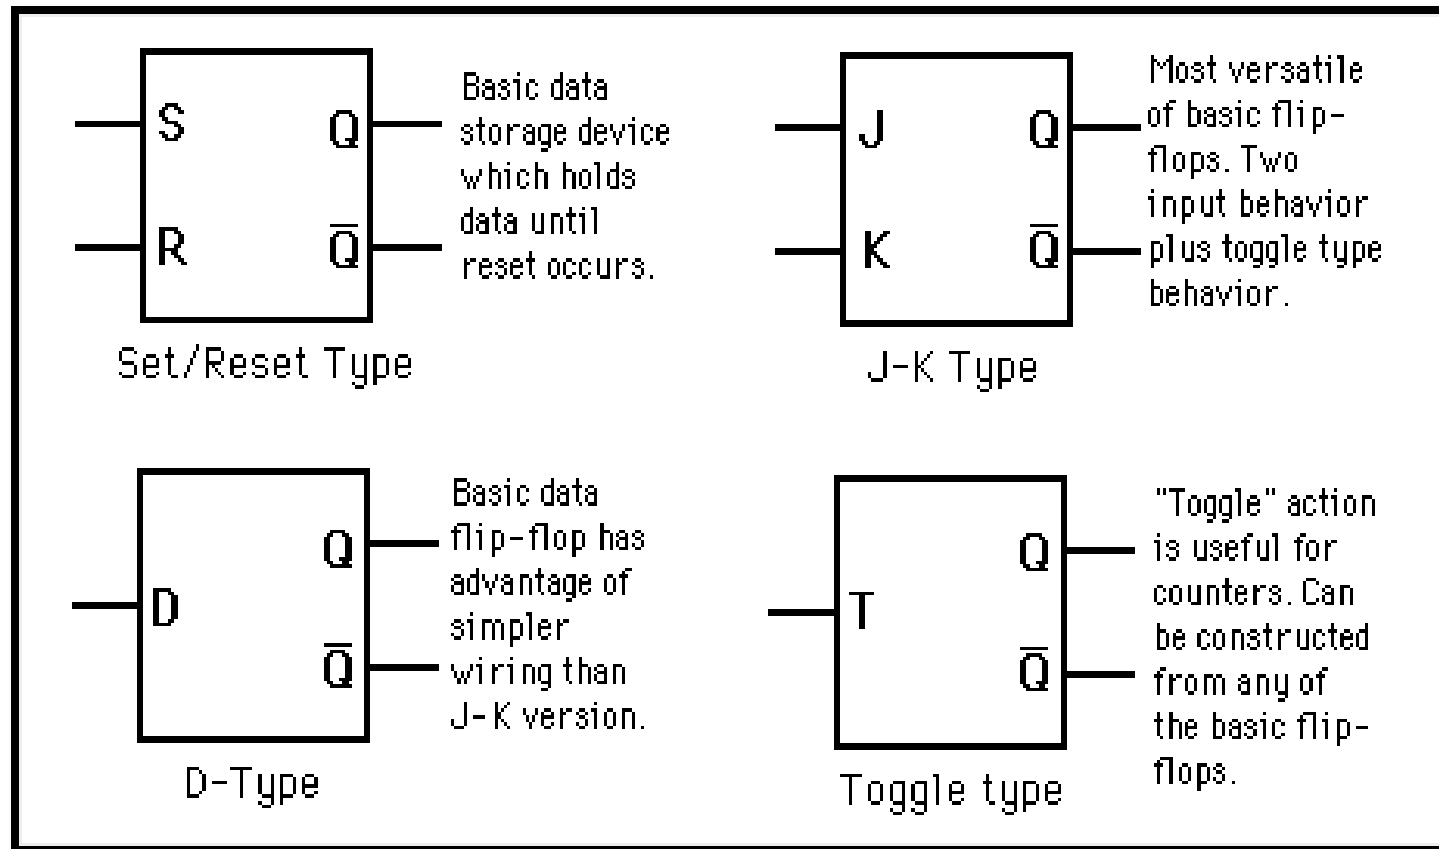 S Q
R Q̅
Basic data
storage device
which holds
data until
reset occurs.
Set/Reset Type
J Q
K Q̅
Most versatile
of basic flip-
flops. Two
input behavior
plus toggle type
behavior.
J-K Type
Q
D
Q̅
Basic data
flip-flop has
advantage of
simpler
wiring than
J-K version.
D-Type
Q
T
Q̅
"Toggle" action
is useful for
counters. Can
be constructed
from any of
the basic flip-
flops.
Toggle type